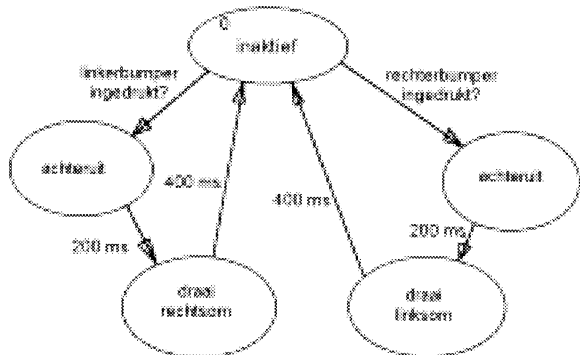 0
inaktief
linkerbumper
ingedrukt?
rechterbumper
ingedrukt?
achteruit
achteruit
400 ms
400 ms
200 ms
200 ms
draai
rechtsom
draai
linksom